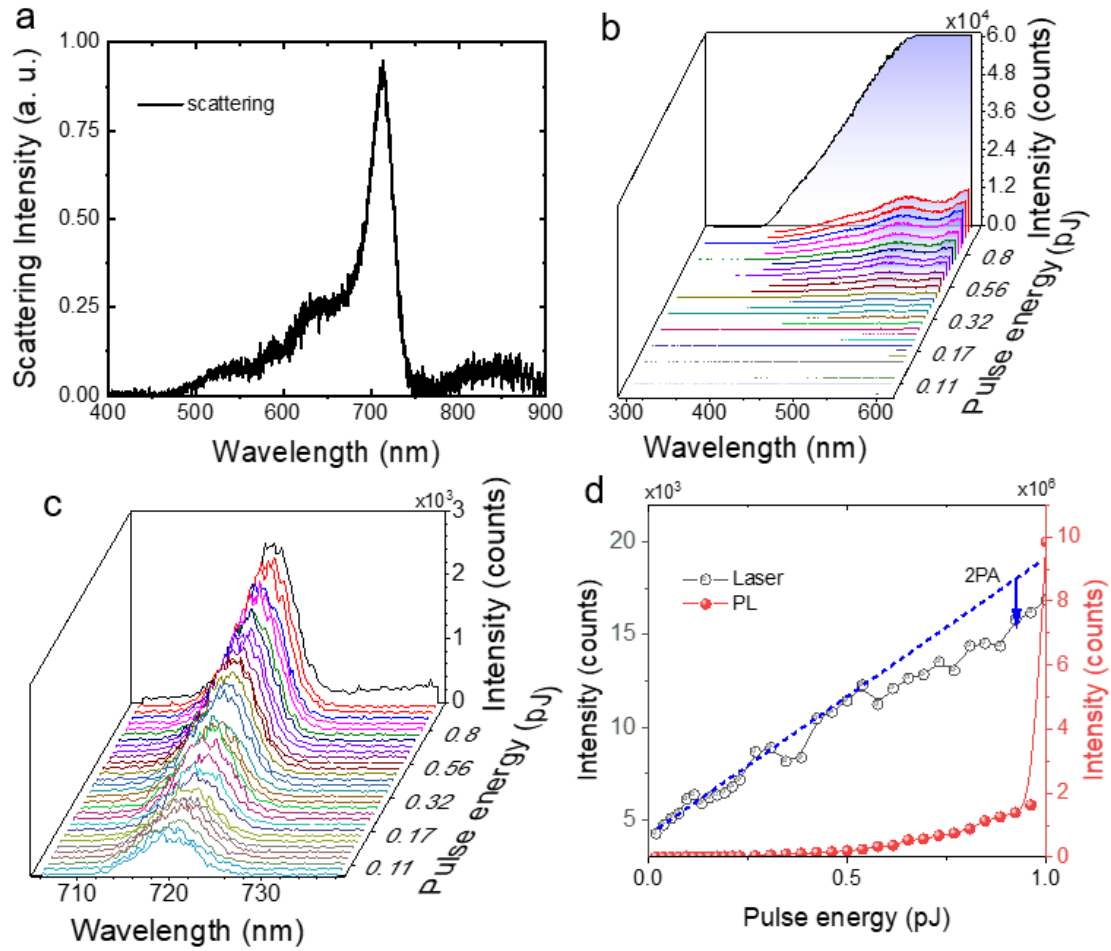 a
Scattering Intensity (a. u.)
1.00
0.75
0.50
0.25
0.00
scattering
400 500 600 700 800 900
Wavelength (nm)
b
×10⁴
6.0
4.8
3.6
2.4
1.2
0.0
Intensity (counts)
0.8
0.56
0.32
0.17
0.11
Pulse energy (pJ)
300 400 500 600
Wavelength (nm)
c
×10³
3
2
1
0
Intensity (counts)
0.8
0.56
0.32
0.17
0.11
Pulse energy (pJ)
710 720 730
Wavelength (nm)
d
×10³
×10⁶
20
15
10
5
Intensity (counts)
Laser
PL
2PA
10
8
6
4
2
0
Intensity (counts)
0.0 0.5 1.0
Pulse energy (pJ)